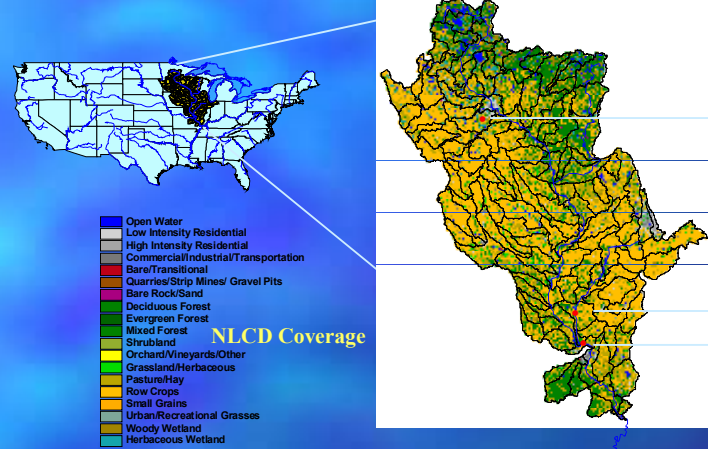 Open Water
Low Intensity Residential
High Intensity Residential
Commercial/Industrial/Transportation
Bare/Transitional
Quarries/Strip Mines/ Gravel Pits
Bare Rock/Sand
Deciduous Forest
Evergreen Forest
Mixed Forest
Shrubland
Orchard/Vineyards/Other
Grassland/Herbaceous
Pasture/Hay
Row Crops
Small Grains
Urban/Recreational Grasses
Woody Wetland
Herbaceous Wetland
NLCD Coverage